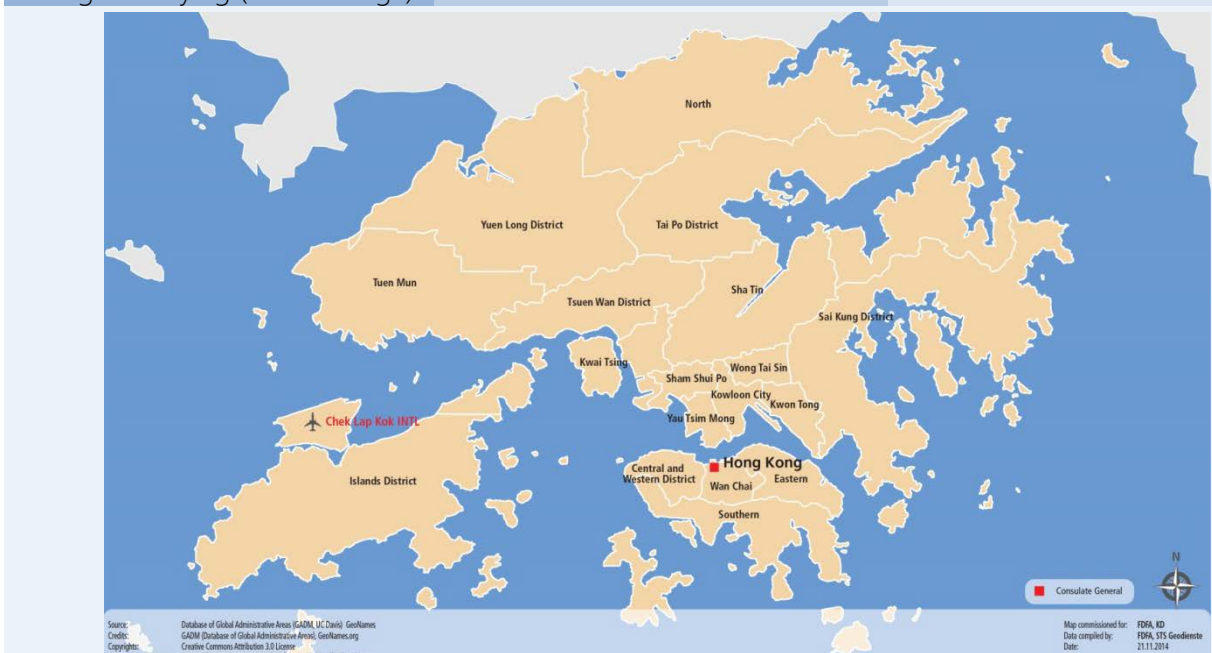 North
Yuen Long District
Tai Po District
Tuen Mun
Sha Tin
Tsuen Wan District
Sai Kung District
Kwai Tsing
Wong Tai Sin
Sham Shui Po
Kowloon City
Kwon Tong
Yau Tsim Mong
Chek Lap Kok INTL
Hong Kong
Central and
Western District
Wan Chai
Eastern
Islands District
Southern
N
Consulate General
Source: Database of Global Administrative Areas (GADM, UC Davis) GeoNames
Credits: GADM (Database of Global Administrative Areas), GeoNames.org
Copyrights: Creative Commons Attribution 3.0 License
Map commissioned for: FDFA, KD
Data compiled by: FDFA, STS Geodienste
Date: 21.11.2014